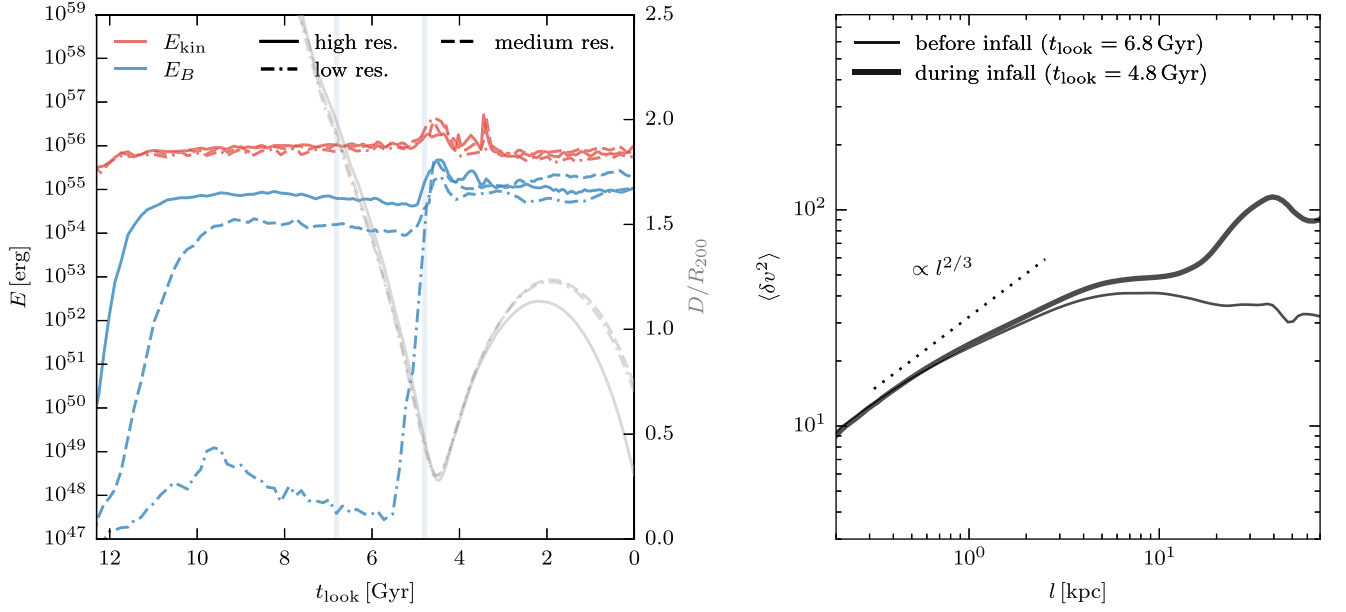 E_kin
E_B
high res.
low res.
medium res.
10^59
10^58
10^57
10^56
10^55
10^54
10^53
10^52
10^51
10^50
10^49
10^48
10^47
E [erg]
12 10 8 6 4 2 0
t_look [Gyr]
2.5
2.0
1.5
1.0
0.5
0.0
D/R_200
before infall (t_look = 6.8 Gyr)
during infall (t_look = 4.8 Gyr)
∝ l^{2/3}
10^2
10^1
⟨δv^2⟩
10^0 10^1
l [kpc]